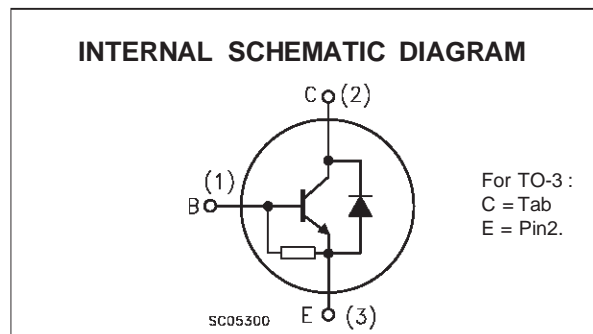 INTERNAL SCHEMATIC DIAGRAM
C (2)
(1)
B
For TO-3 :
C = Tab
E = Pin2.
SC05300
E (3)